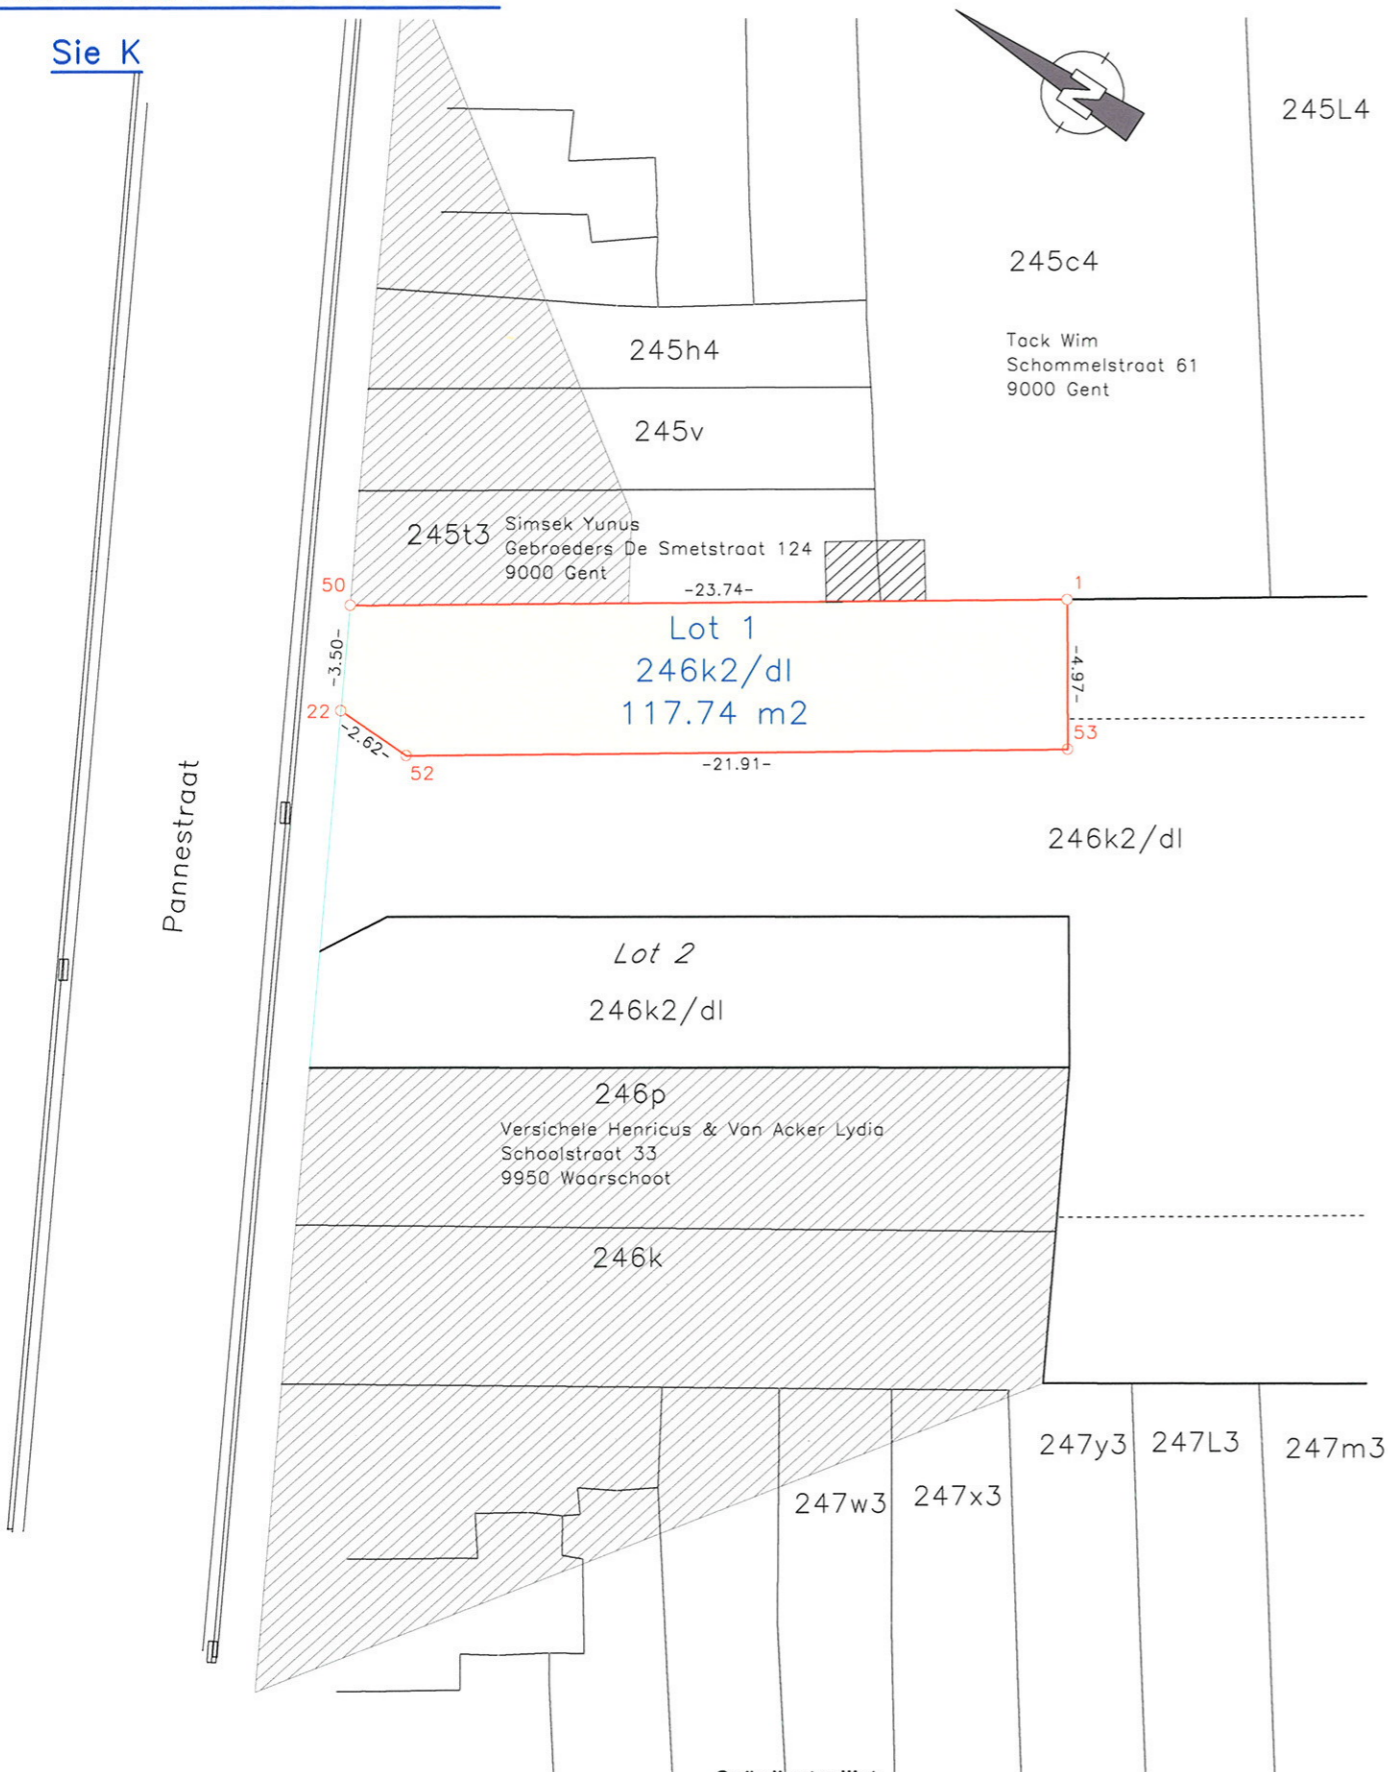 Sie K
N
245L4
245c4
Tack Wim
Schommelstraat 61
9000 Gent
245h4
245v
245t3
Simsek Yunus
Gebroeders De Smetstraat 124
9000 Gent
50
-23.74-
1
Lot 1
246k2/dl
117.74 m2
-3.50-
-4.97-
22
-2.62-
52
-21.91-
53
Pannestraat
246k2/dl
Lot 2
246k2/dl
246p
Versichele Henricus & Van Acker Lydia
Schoolstraat 33
9950 Waarschoot
246k
247y3
247L3
247m3
247w3
247x3